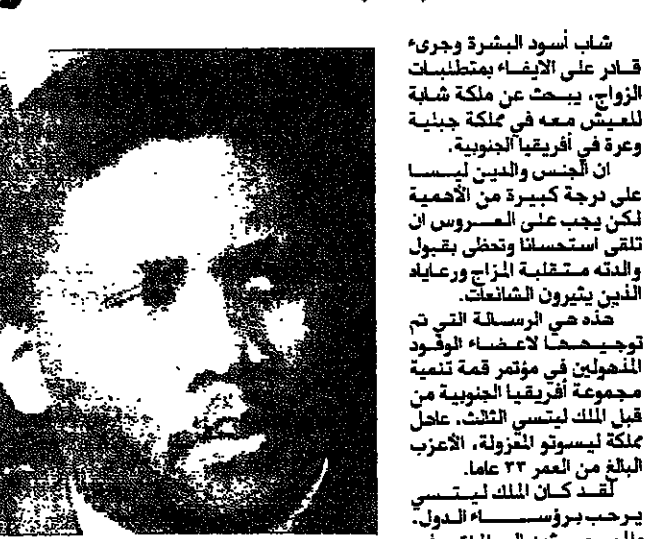 شاب أسود البشرة وجريء
قادر على الايفاء بمتطلبات
الزواج، يبحث عن ملكة شابة
للعيش معه في مملكة جبلية
وعرة في أفريقيا الجنوبية.
ان الجنس والدين ليسا
على درجة كبيرة من الأهمية
لكن يجب على العروس ان
تلقى استحسانا وتحظى بقبول
والدته متقلبة المزاج ورعاياه
الذين يثيرون الشائعات.
هذه هي الرسالة التي تم
توجيهها لاعضاء الوفود
المذهولين في مؤتمر قمة تنمية
مجموعة أفريقيا الجنوبية من
قبل الملك ليتسي الثالث، عاهل
مملكة ليسوتو المعزولة، الأعزب
البالغ من العمر ٣٣ عاما.
لقد كان الملك ليتسي
يرحب برؤساء الدول.